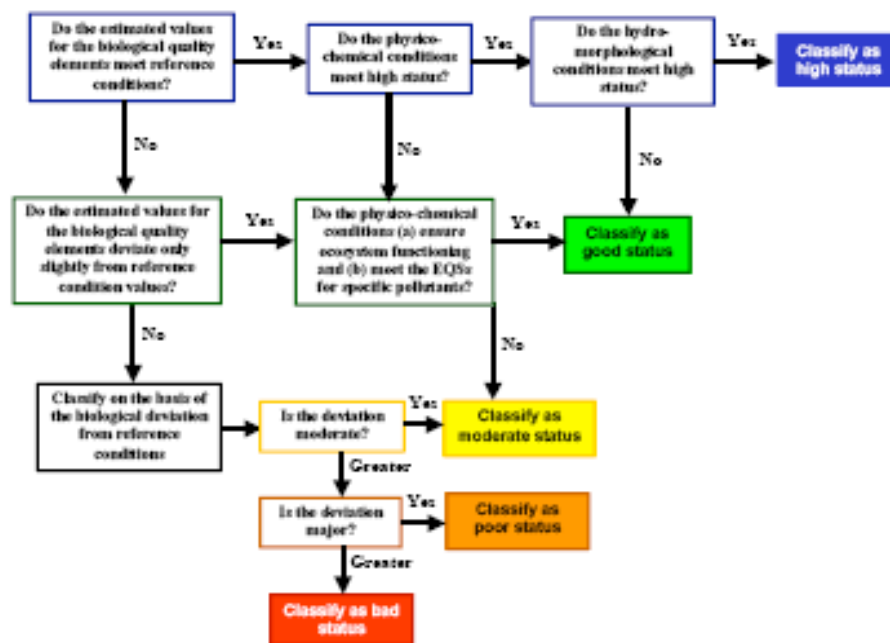 Do the estimated values
for the biological quality
elements meet reference
conditions?
Yes
Do the physico-
chemical conditions
meet high status?
Yes
Do the hydro-
morphological
conditions meet high
status?
Yes
Classify as
high status
No
No
No
Do the estimated values for
the biological quality
elements deviate only
slightly from reference
condition values?
Yes
Do the physico-chemical
conditions (a) ensure
ecosystem functioning
and (b) meet the EQSs
for specific pollutants?
Yes
Classify as
good status
No
No
Classify on the basis of
the biological deviation
from reference
conditions
Is the deviation
moderate?
Yes
Classify as
moderate status
Greater
Is the deviation
major?
Yes
Classify as
poor status
Greater
Classify as bad
status